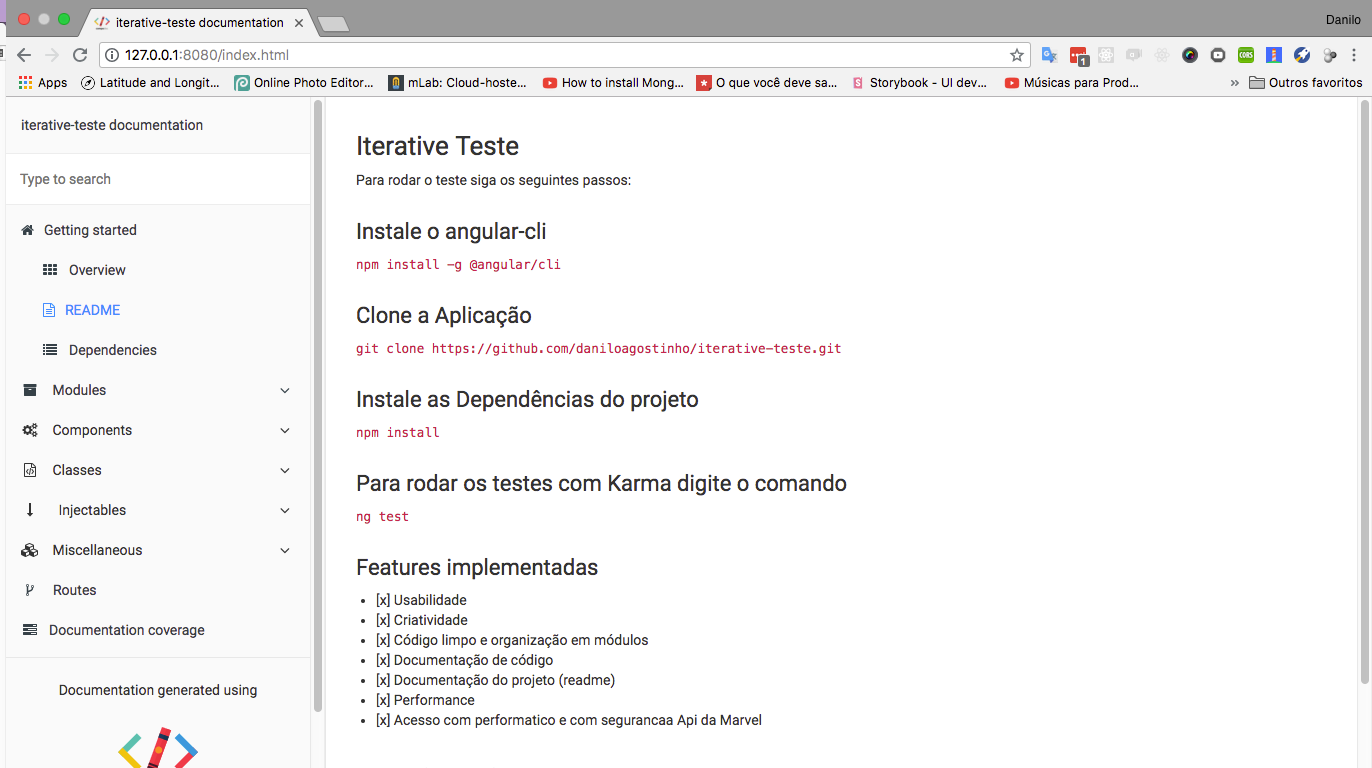 iterative-teste documentation
Danilo
127.0.0.1:8080/index.html
1
CORS
Apps
Latitude and Longit...
Online Photo Editor...
mLab: Cloud-hoste...
How to install Mong...
O que você deve sa...
Storybook - UI dev...
Músicas para Prod...
»
Outros favoritos
iterative-teste documentation
Type to search
Getting started
Overview
README
Dependencies
Modules
Components
Classes
Injectables
Miscellaneous
Routes
Documentation coverage
Documentation generated using
Iterative Teste
Para rodar o teste siga os seguintes passos:
Instale o angular-cli
npm install -g @angular/cli
Clone a Aplicação
git clone https://github.com/daniloagostinho/iterative-teste.git
Instale as Dependências do projeto
npm install
Para rodar os testes com Karma digite o comando
ng test
Features implementadas
• [x] Usabilidade
• [x] Criatividade
• [x] Código limpo e organização em módulos
• [x] Documentação de código
• [x] Documentação do projeto (readme)
• [x] Performance
• [x] Acesso com performatico e com segurancaa Api da Marvel